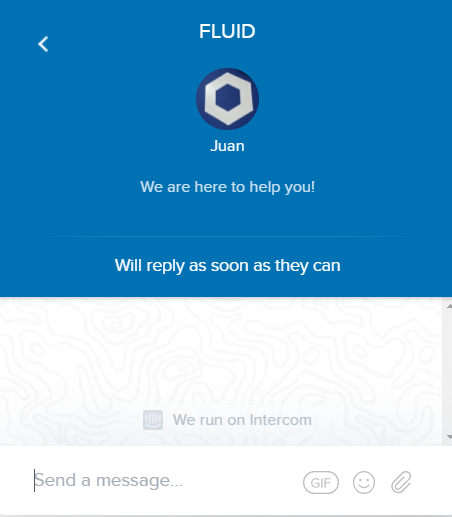 FLUID
Juan
We are here to help you!
Will reply as soon as they can
We run on Intercom
Send a message...
GIF